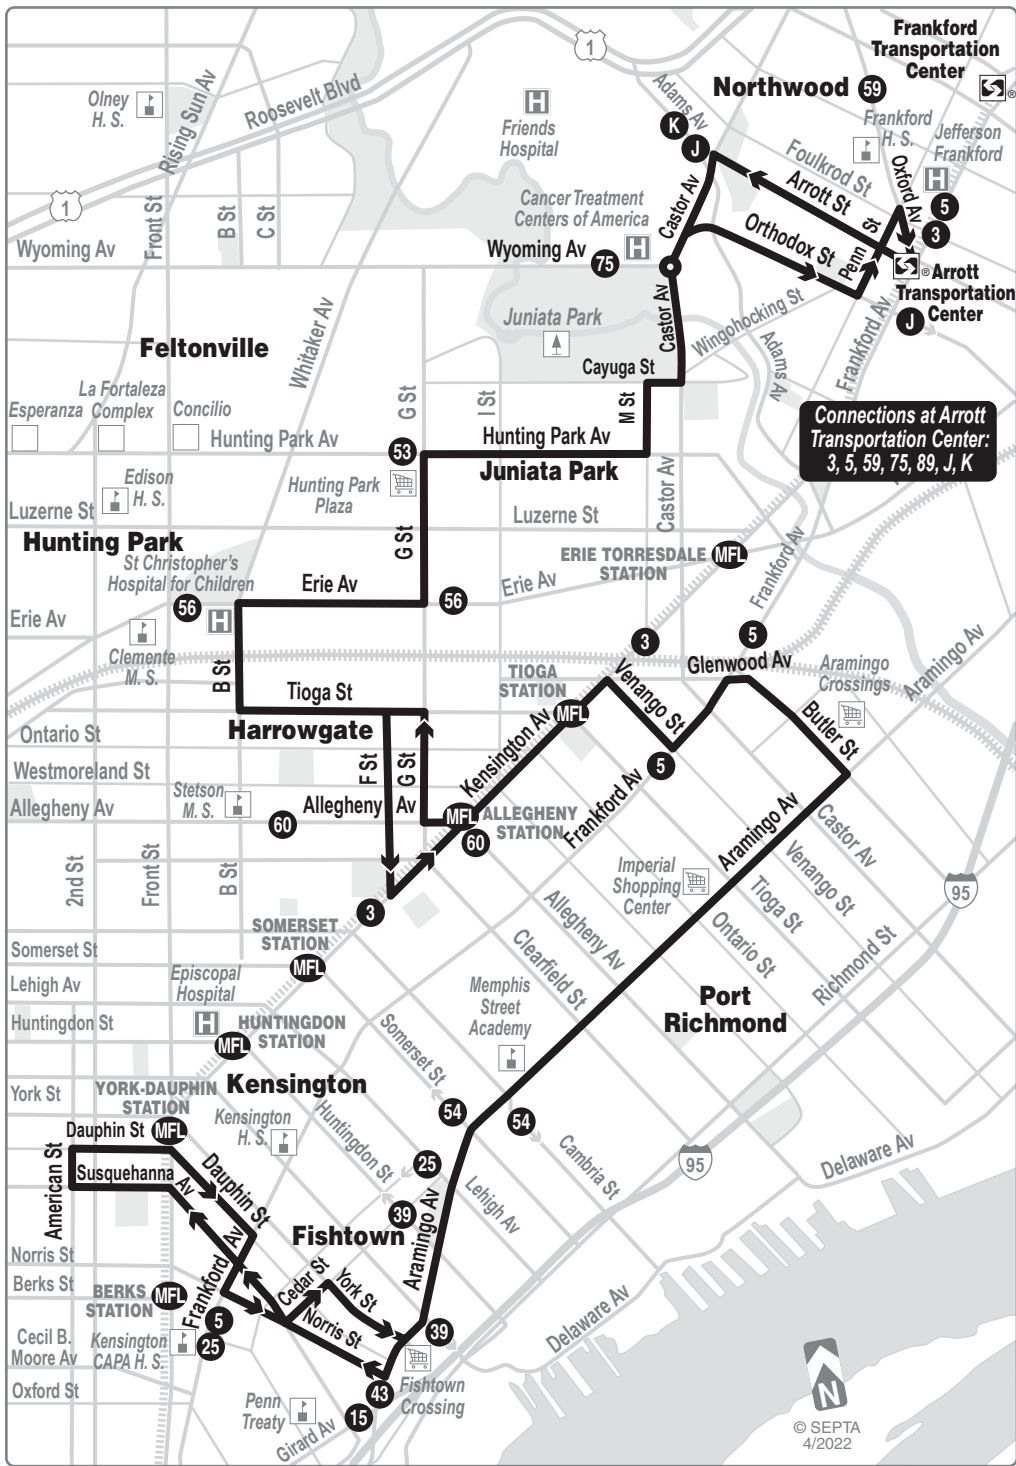 Frankford
Transportation
Center
®
1
Northwood
59
Adams Av
K
J
Roosevelt Blvd
Rising Sun Av
Olney
H. S.
H
Friends
Hospital
Frankford
H. S.
Jefferson
Frankford
H
Foulkrod St
Arrott St
Oxford Av
5
3
1
Front St
B St
C St
Cancer Treatment
Centers of America
H
Castor Av
Orthodox St
Penn
St
Wyoming Av
Wyoming Av
75
® Arrott
Transportation
Center
J
Juniata Park
Castor Av
Wingohocking St
Adams Av
Frankford Av
Whitaker Av
Feltonville
Cayuga St
G St
I St
M St
Esperanza
La Fortaleza
Complex
Concilio
Hunting Park Av
53
Hunting Park Av
Connections at Arrott
Transportation Center:
3, 5, 59, 75, 89, J, K
Juniata Park
Castor Av
Edison
H. S.
Hunting Park
Plaza
Luzerne St
Luzerne St
G St
Hunting Park
St Christopher's
Hospital for Children
ERIE TORRESDALE
STATION
MFL
Frankford Av
Erie Av
Erie Av
56
H
56
Erie Av
Clemente
M. S.
B St
3
5
Glenwood Av
Aramingo Av
Aramingo
Crossings
TIOGA
STATION
MFL
Venango St
Tioga St
Harrowgate
Butler St
Ontario St
Westmoreland St
Allegheny Av
F St
G St
Kensington Av
5
Frankford Av
Stetson
M. S.
60
Allegheny
Av
MFL
ALLEGHENY
STATION
60
Aramingo Av
Castor Av
Venango St
Tioga St
Ontario St
Imperial
Shopping
Center
2nd St
Front St
B St
95
Allegheny Av
Clearfield St
3
SOMERSET
STATION
MFL
Somerset St
Lehigh Av
Huntingdon St
Episcopal
Hospital
H
Richmond St
Memphis
Street
Academy
Port
Richmond
MFL
HUNTINGDON
STATION
Somerset St
Kensington
York St
YORK-DAUPHIN
STATION
Dauphin St
MFL
Kensington
H. S.
Huntingdon St
54
54
Cambria St
95
Delaware Av
American St
Susquehanna
Av
Dauphin St
25
39
Lehigh Av
Fishtown
Aramingo Av
Norris St
Berks St
BERKS
STATION
MFL
Frankford
Av
Cedar St
York St
Norris St
5
25
Delaware Av
39
Cecil B.
Moore Av
Kensington
CAPA H. S.
Oxford St
Penn
Treaty
43
15
Fishtown
Crossing
Girard Av
N
© SEPTA
4/2022